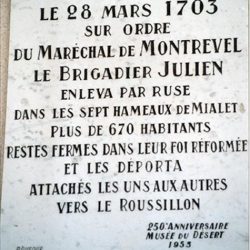 LE 28 MARS 1703
SUR ORDRE
DU MARÉCHAL DE MONTREVEL
LE BRIGADIER JULIEN
ENLEVA PAR RUSE
DANS LES SEPT HAMEAUX DE MIALET
PLUS DE 670 HABITANTS
RESTES FERMES DANS LEUR FOI RÉFORMÉE
ET LES DÉPORTA
ATTACHÉS LES UNS AUX AUTRES
VERS LE ROUSSILLON
250E ANNIVERSAIRE
MUSÉE DU DÉSERT
1953